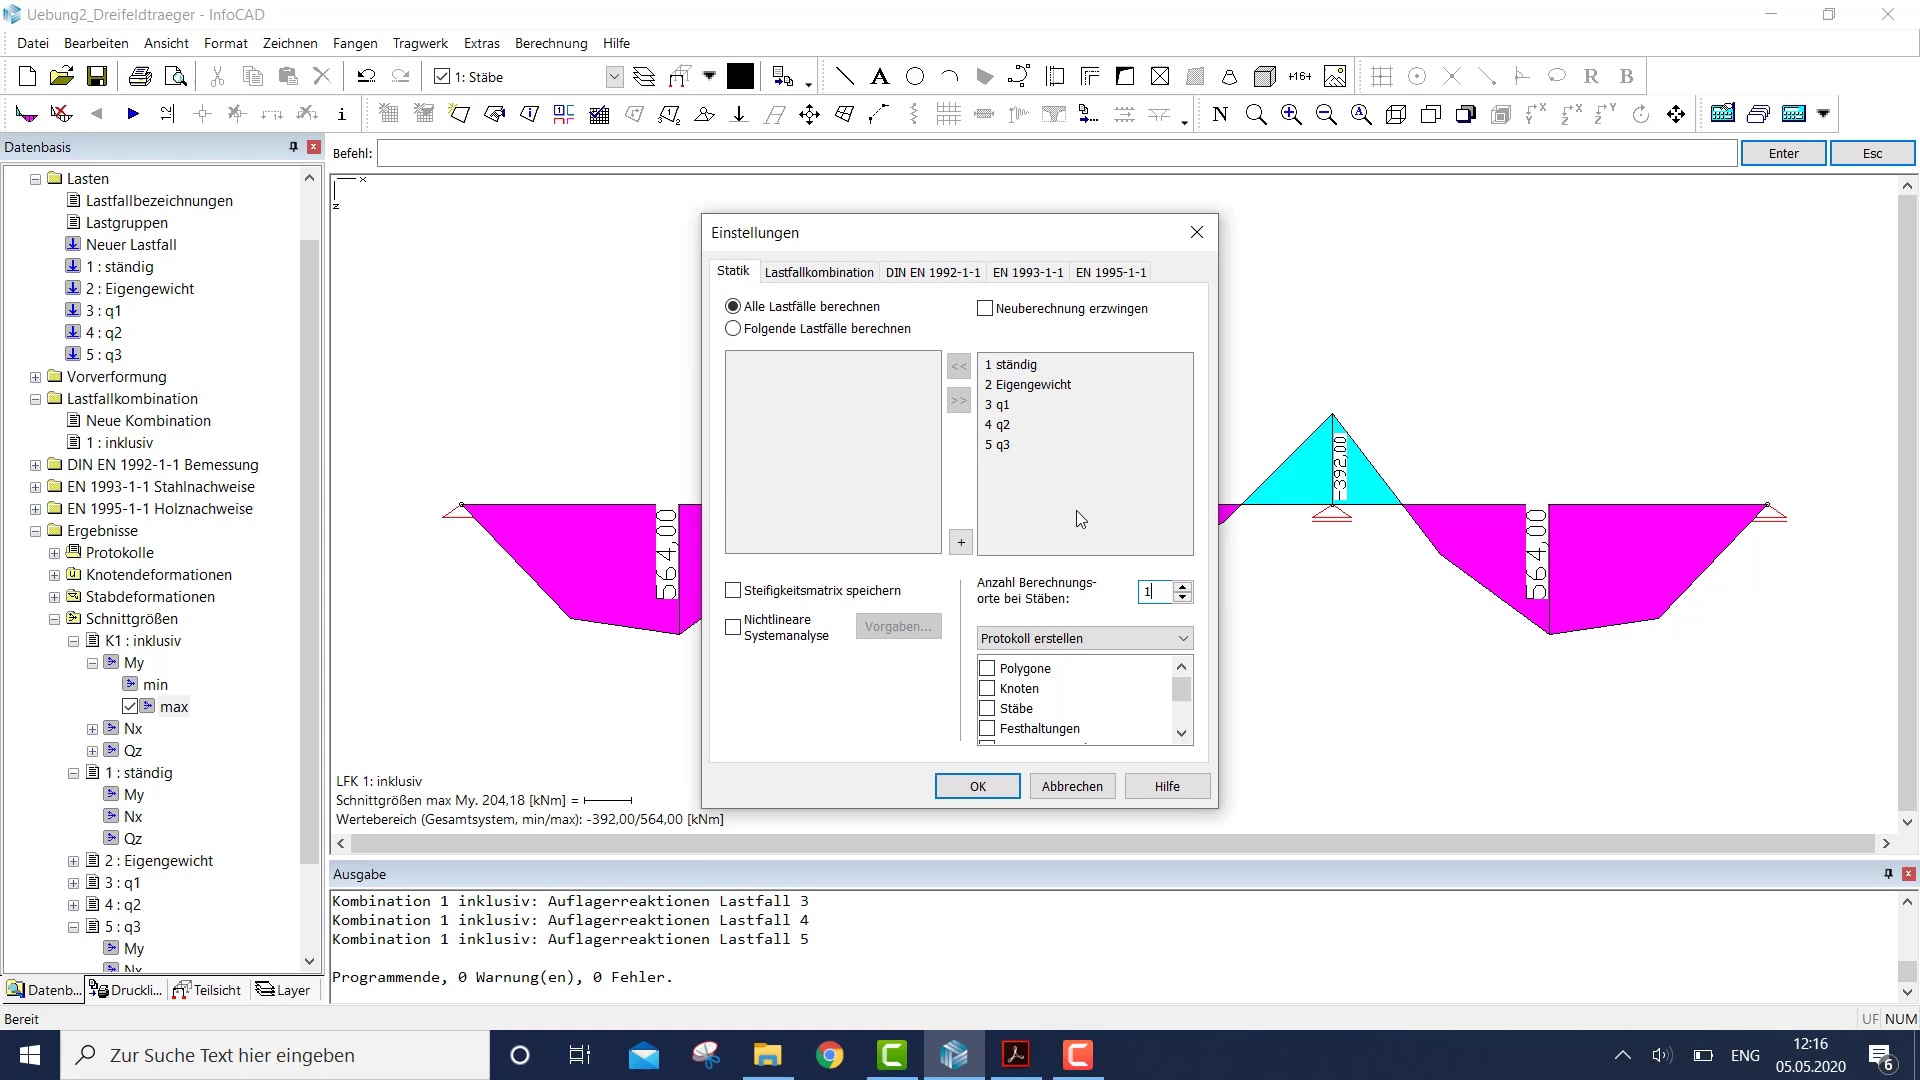 Uebung2_Dreifeldtraeger - InfoCAD
Datei Bearbeiten Ansicht Format Zeichnen Fangen Tragwerk Extras Berechnung Hilfe
1: Stäbe
+16+
R B
N
Datenbasis
Befehl:
Enter
Esc
Lasten
Lastfallbezeichnungen
Lastgruppen
Neuer Lastfall
1 : ständig
2 : Eigengewicht
3 : q1
4 : q2
5 : q3
Vorverformung
Lastfallkombination
Neue Kombination
1 : inklusiv
DIN EN 1992-1-1 Bemessung
EN 1993-1-1 Stahlnachweise
EN 1995-1-1 Holznachweise
Ergebnisse
Protokolle
Knotendeformationen
Stabdeformationen
Schnittgrößen
K1 : inklusiv
My
min
max
Nx
Qz
1 : ständig
My
Nx
Qz
2 : Eigengewicht
3 : q1
4 : q2
5 : q3
My
Nx
Datenb...
Druckli...
Teilsicht
Layer
x
z
564,00
-392,00
564,00
LFK 1: inklusiv
Schnittgrößen max My. 204,18 [kNm] =
Wertebereich (Gesamtsystem, min/max): -392,00/564,00 [kNm]
Einstellungen
Statik Lastfallkombination DIN EN 1992-1-1 EN 1993-1-1 EN 1995-1-1
Alle Lastfälle berechnen
Folgende Lastfälle berechnen
Neuberechnung erzwingen
<<
>>
+
1 ständig
2 Eigengewicht
3 q1
4 q2
5 q3
Steifigkeitsmatrix speichern
Nichtlineare
Systemanalyse
Vorgaben...
Anzahl Berechnungs-
orte bei Stäben:
1
Protokoll erstellen
Polygone
Knoten
Stäbe
Festhaltungen
OK
Abbrechen
Hilfe
Ausgabe
Kombination 1 inklusiv: Auflagerreaktionen Lastfall 3
Kombination 1 inklusiv: Auflagerreaktionen Lastfall 4
Kombination 1 inklusiv: Auflagerreaktionen Lastfall 5
Programmende, 0 Warnung(en), 0 Fehler.
Bereit
UF NUM
Zur Suche Text hier eingeben
ENG
12:16
05.05.2020
6